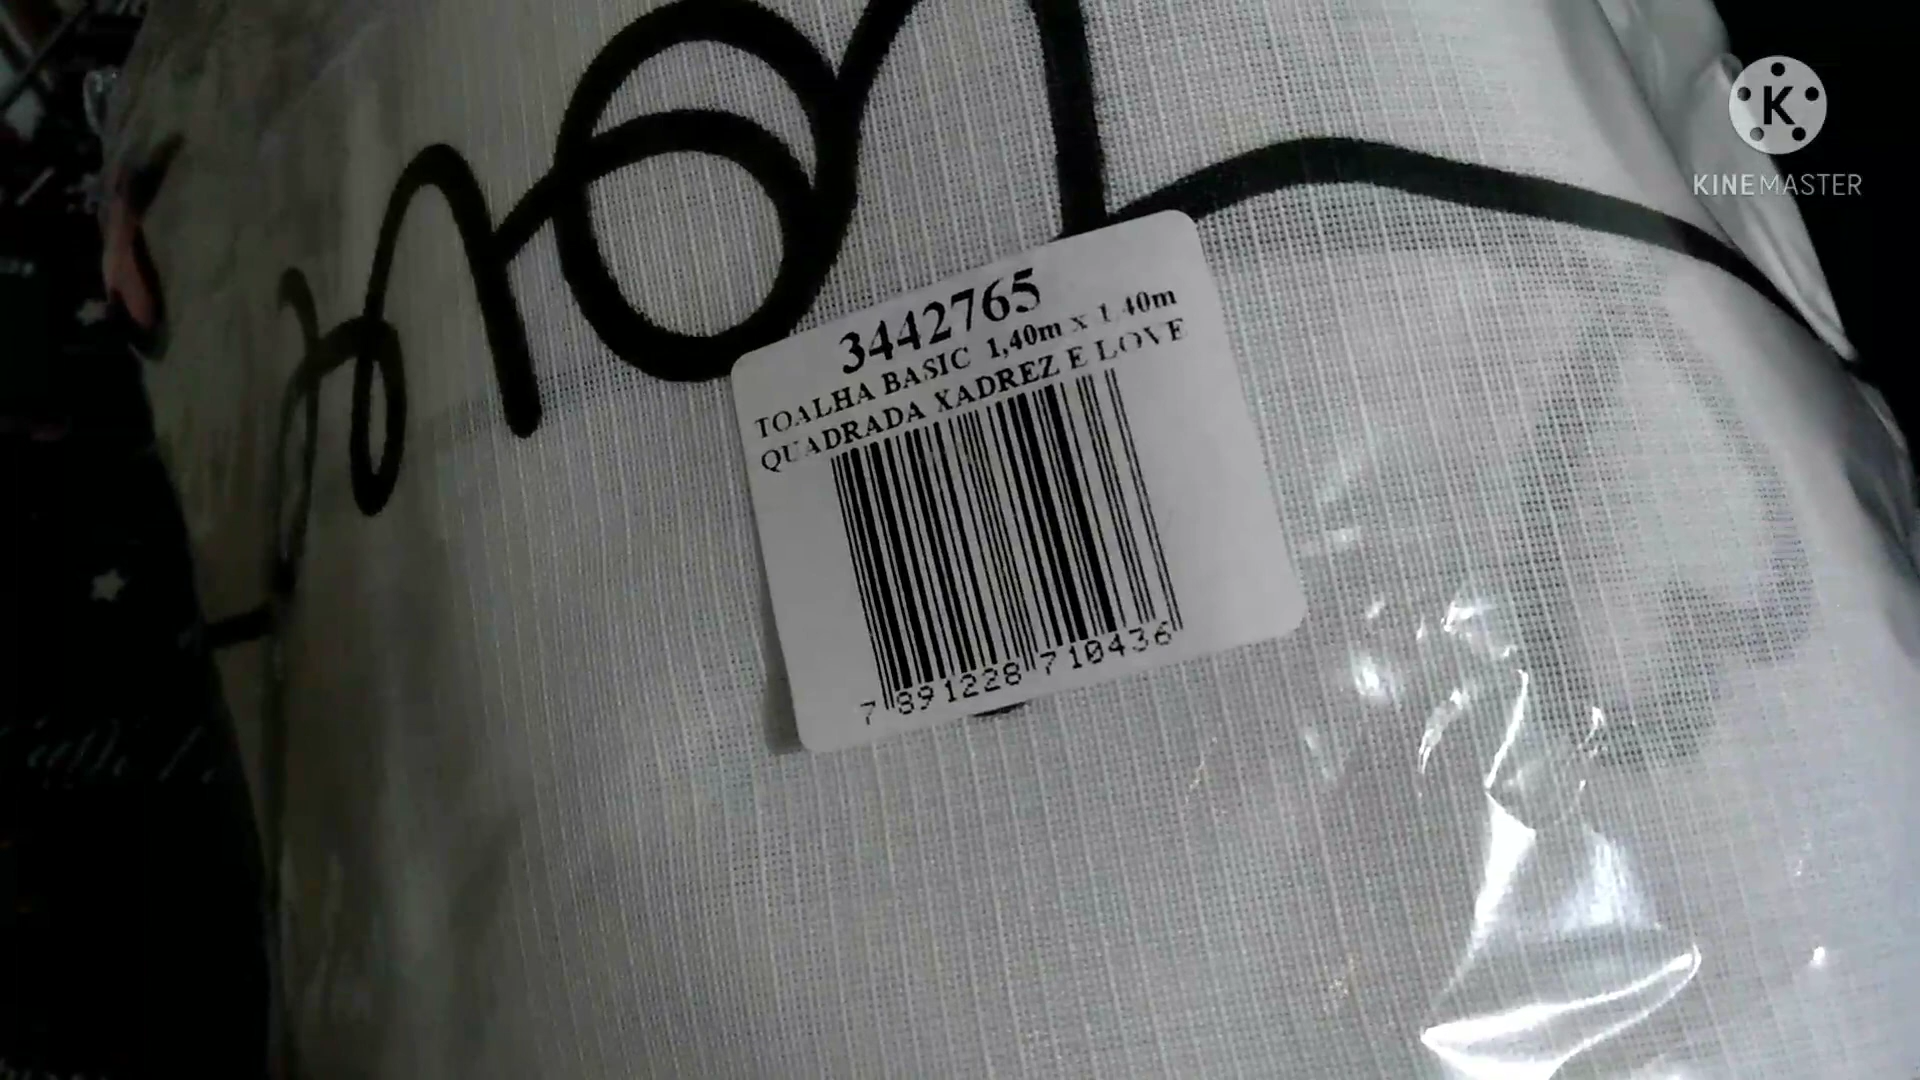 K
KINEMASTER
3442765
TOALHA BASIC 1,40m x 1,40m
QUADRADA XADREZ E LOVE
7 891228 710436